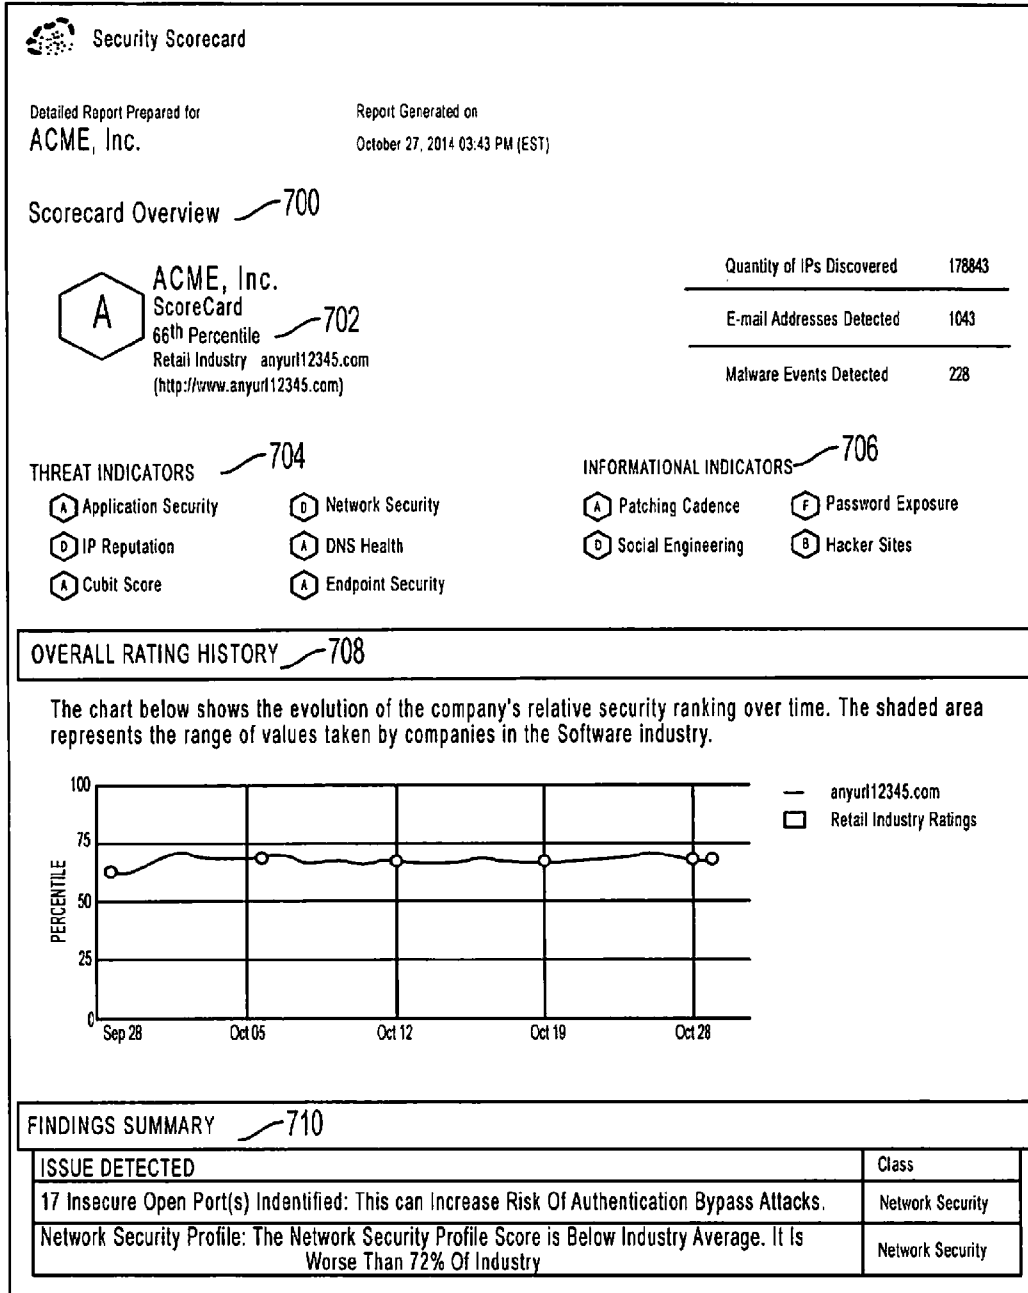 Security Scorecard
Detailed Report Prepared for
ACME, Inc.
Report Generated on
October 27, 2014 03:43 PM (EST)
Scorecard Overview 700
A
ACME, Inc.
ScoreCard
66th Percentile 702
Retail Industry anyurl12345.com
(http://www.anyurl12345.com)
Quantity of IPs Discovered 178843
E-mail Addresses Detected 1043
Malware Events Detected 228
THREAT INDICATORS 704
A Application Security
D Network Security
D IP Reputation
A DNS Health
A Cubit Score
A Endpoint Security
INFORMATIONAL INDICATORS 706
A Patching Cadence
F Password Exposure
D Social Engineering
B Hacker Sites
OVERALL RATING HISTORY 708
The chart below shows the evolution of the company's relative security ranking over time. The shaded area
represents the range of values taken by companies in the Software industry.
100
75
50
25
0
PERCENTILE
Sep 28 Oct 05 Oct 12 Oct 19 Oct 28
anyurl12345.com
Retail Industry Ratings
FINDINGS SUMMARY 710
ISSUE DETECTED Class
17 Insecure Open Port(s) Indentified: This can Increase Risk Of Authentication Bypass Attacks. Network Security
Network Security Profile: The Network Security Profile Score is Below Industry Average. It Is
Worse Than 72% Of Industry Network Security